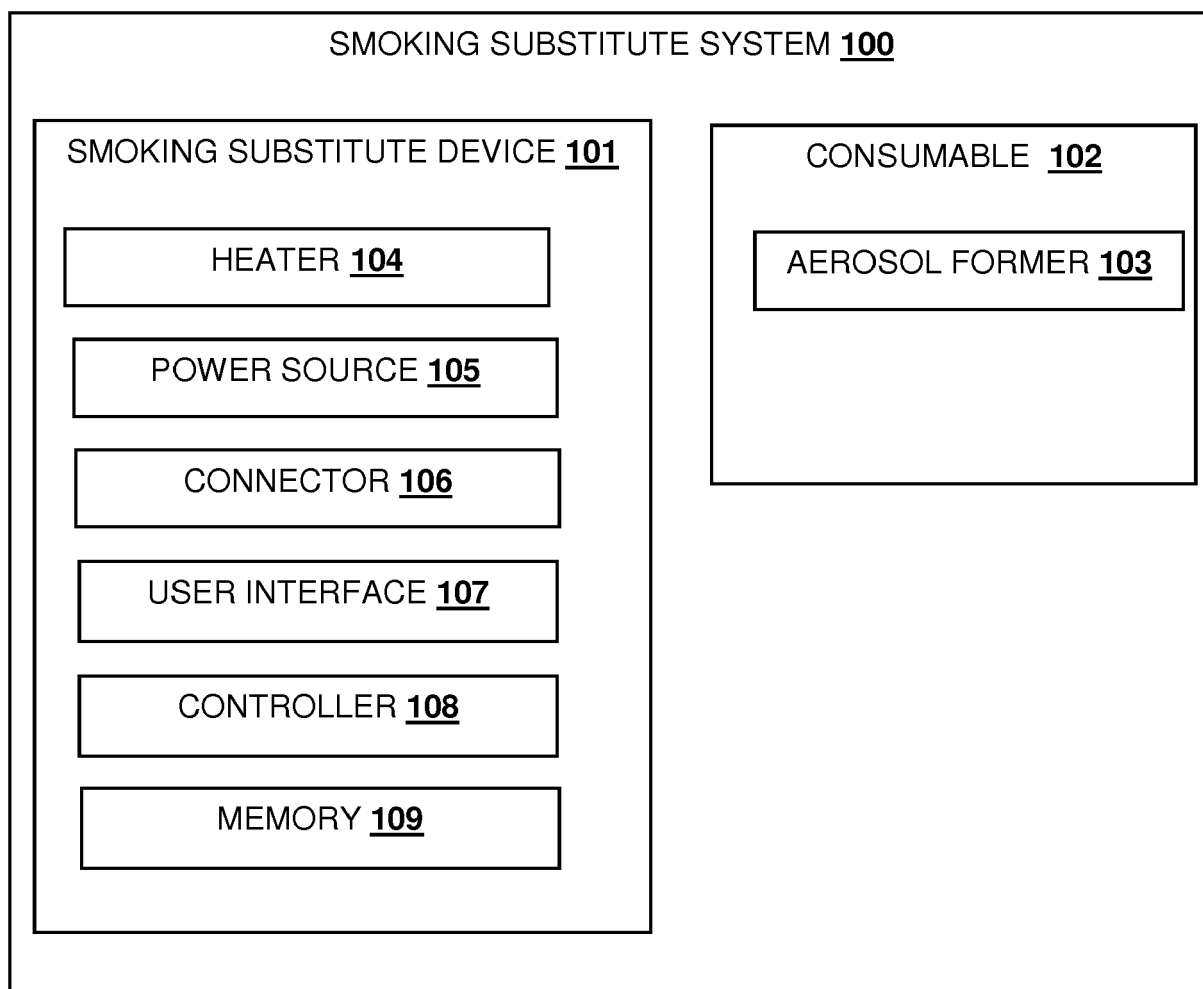 SMOKING SUBSTITUTE SYSTEM 100
SMOKING SUBSTITUTE DEVICE 101
HEATER 104
POWER SOURCE 105
CONNECTOR 106
USER INTERFACE 107
CONTROLLER 108
MEMORY 109
CONSUMABLE 102
AEROSOL FORMER 103